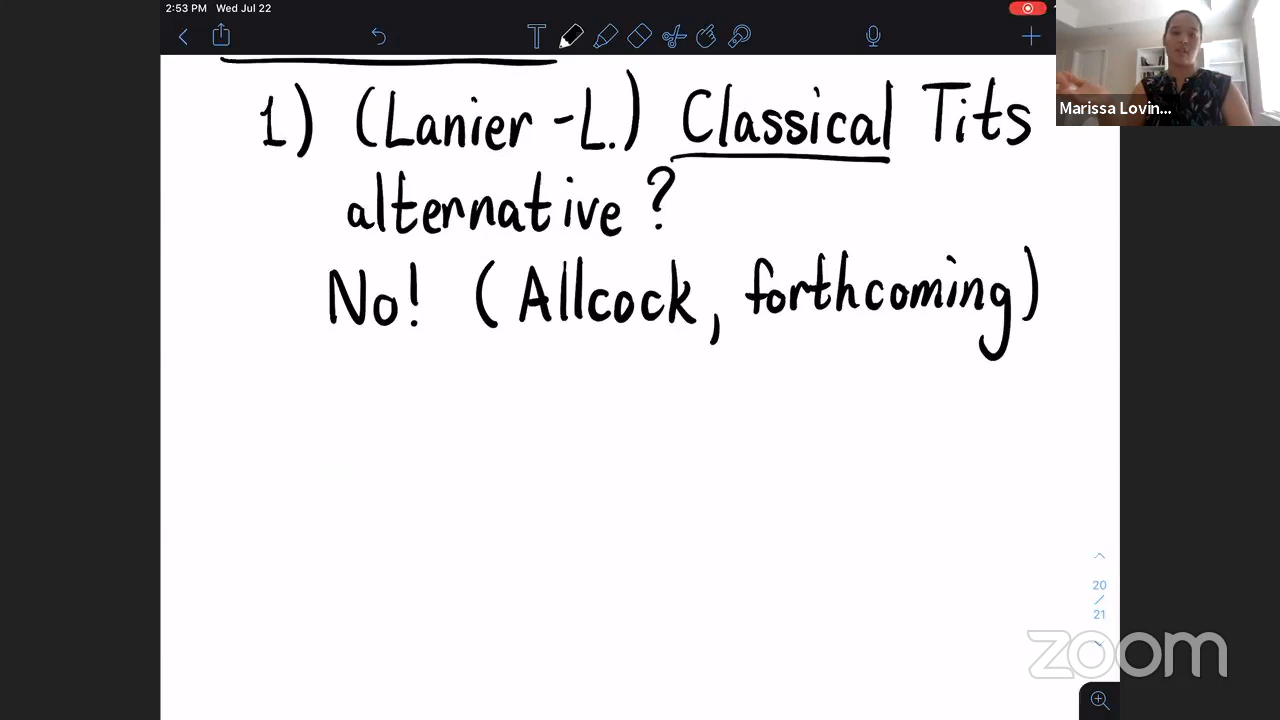 2:53 PM Wed Jul 22
1) (Lanier -L.) Classical Tits
alternative ?
No! (Allcock, forthcoming)
Marissa Lovin...
20
/
21
zoom